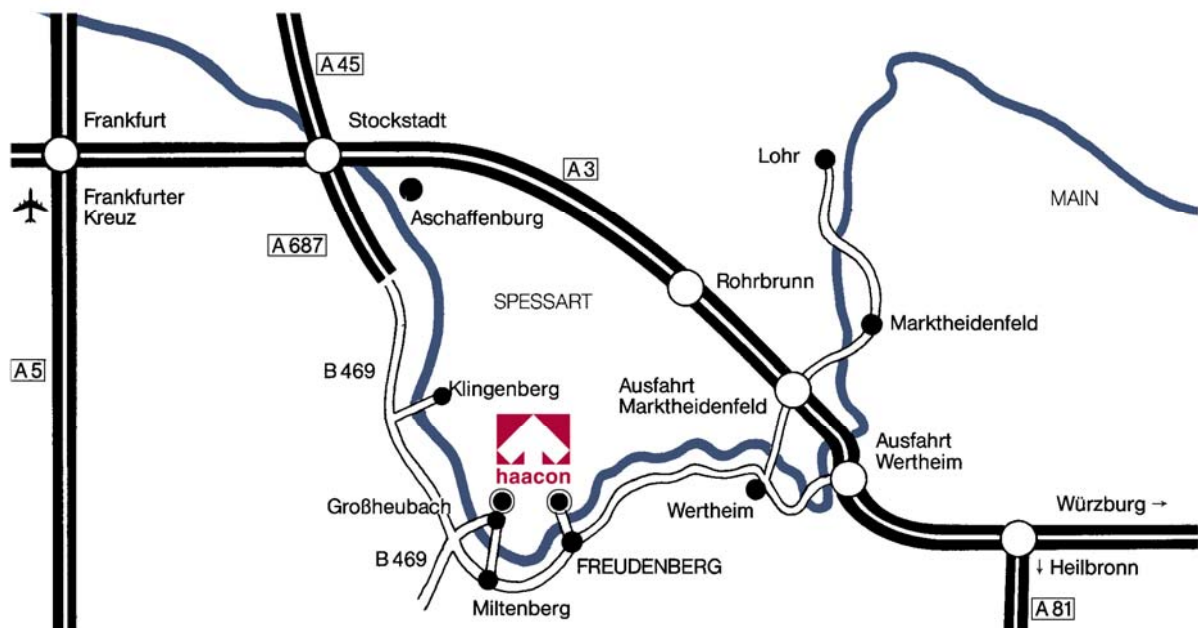 A 45
Frankfurt
Stockstadt
A 3
Lohr
MAIN
Frankfurter
Kreuz
Aschaffenburg
A 687
Rohrbrunn
SPESSART
Marktheidenfeld
A 5
B 469
Klingenberg
Ausfahrt
Marktheidenfeld
Ausfahrt
Wertheim
haacon
Großheubach
Wertheim
Würzburg →
B 469
FREUDENBERG
↓ Heilbronn
Miltenberg
A 81